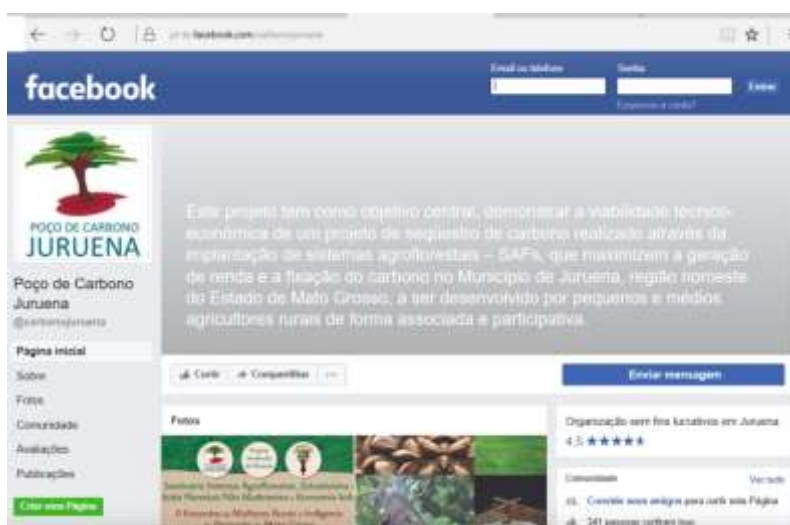 facebook.com/carbonojuruena
facebook
Email ou telefone
Senha
Entrar
Esqueceu a conta?
POÇO DE CARBONO
JURUENA
Este projeto tem como objetivo central, demonstrar a viabilidade técnico-
econômica de um projeto de sequestro de carbono realizado através da
implantação de sistemas agroflorestais – SAFs, que maximizem a geração
de renda e a fixação do carbono no Município de Juruena, região noroeste
do Estado de Mato Grosso, a ser desenvolvido por pequenos e médios
agricultores rurais de forma associada e participativa.
Poço de Carbono
Juruena
@carbonojuruena
Página inicial
Sobre
Fotos
Comunidade
Avaliações
Publicações
Criar uma Página
Curtir
Compartilhar
Enviar mensagem
Fotos
Organização sem fins lucrativos em Juruena
4,5
Comunidade
Ver tudo
Convide seus amigos para curtir esta Página
341 pessoas curtiram isso